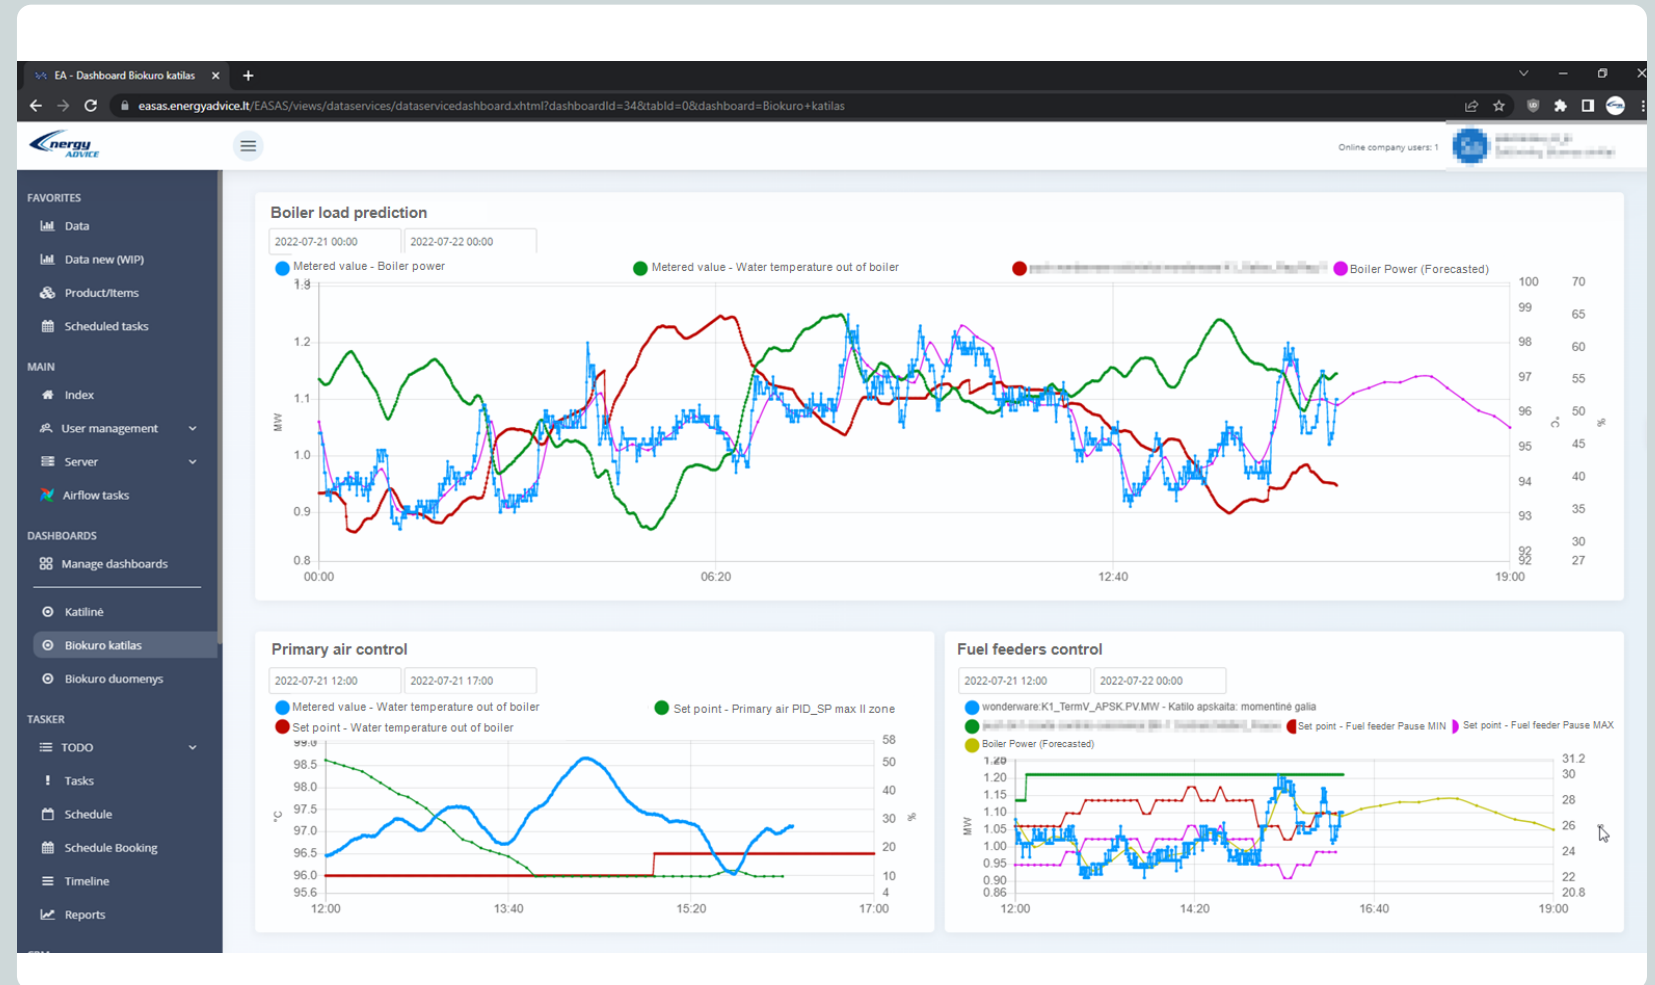 EA - Dashboard Biokuro katilas
easas.energyadvice.lt/EASAS/views/dataservices/dataservicedashboard.xhtml?dashboardId=34&tabId=0&dashboard=Biokuro+katilas
nergy
ADVICE
Online company users: 1
FAVORITES
Data
Data new (WIP)
Product/Items
Scheduled tasks
MAIN
Index
User management
Server
Airflow tasks
DASHBOARDS
Manage dashboards
Katilinė
Biokuro katilas
Biokuro duomenys
TASKER
TODO
Tasks
Schedule
Schedule Booking
Timeline
Reports
Boiler load prediction
2022-07-21 00:00 2022-07-22 00:00
Metered value - Boiler power Metered value - Water temperature out of boiler Boiler Power (Forecasted)
1.3 100 70
99 65
1.2 98 60
97 55
1.1 96 50
MW °C %
1.0 95 45
94 40
0.9 93 35
92 30
0.8 92 27
00:00 06:20 12:40 19:00
Primary air control
2022-07-21 12:00 2022-07-21 17:00
Metered value - Water temperature out of boiler Set point - Primary air PID_SP max II zone
Set point - Water temperature out of boiler
99.0 58
98.5 50
98.0 40
97.5 30
°C %
97.0
96.5 20
96.0 10
95.6 4
12:00 13:40 15:20 17:00
Fuel feeders control
2022-07-21 12:00 2022-07-22 00:00
wonderware:K1_TermV_APSK.PV.MW - Katilo apskaita: momentinė galia
Set point - Fuel feeder Pause MIN Set point - Fuel feeder Pause MAX
Boiler Power (Forecasted)
31.2
1.20 30
1.15 28
1.10
1.05 26
MW
1.00 24
0.95
0.90 22
0.86 20.8
12:00 14:20 16:40 19:00